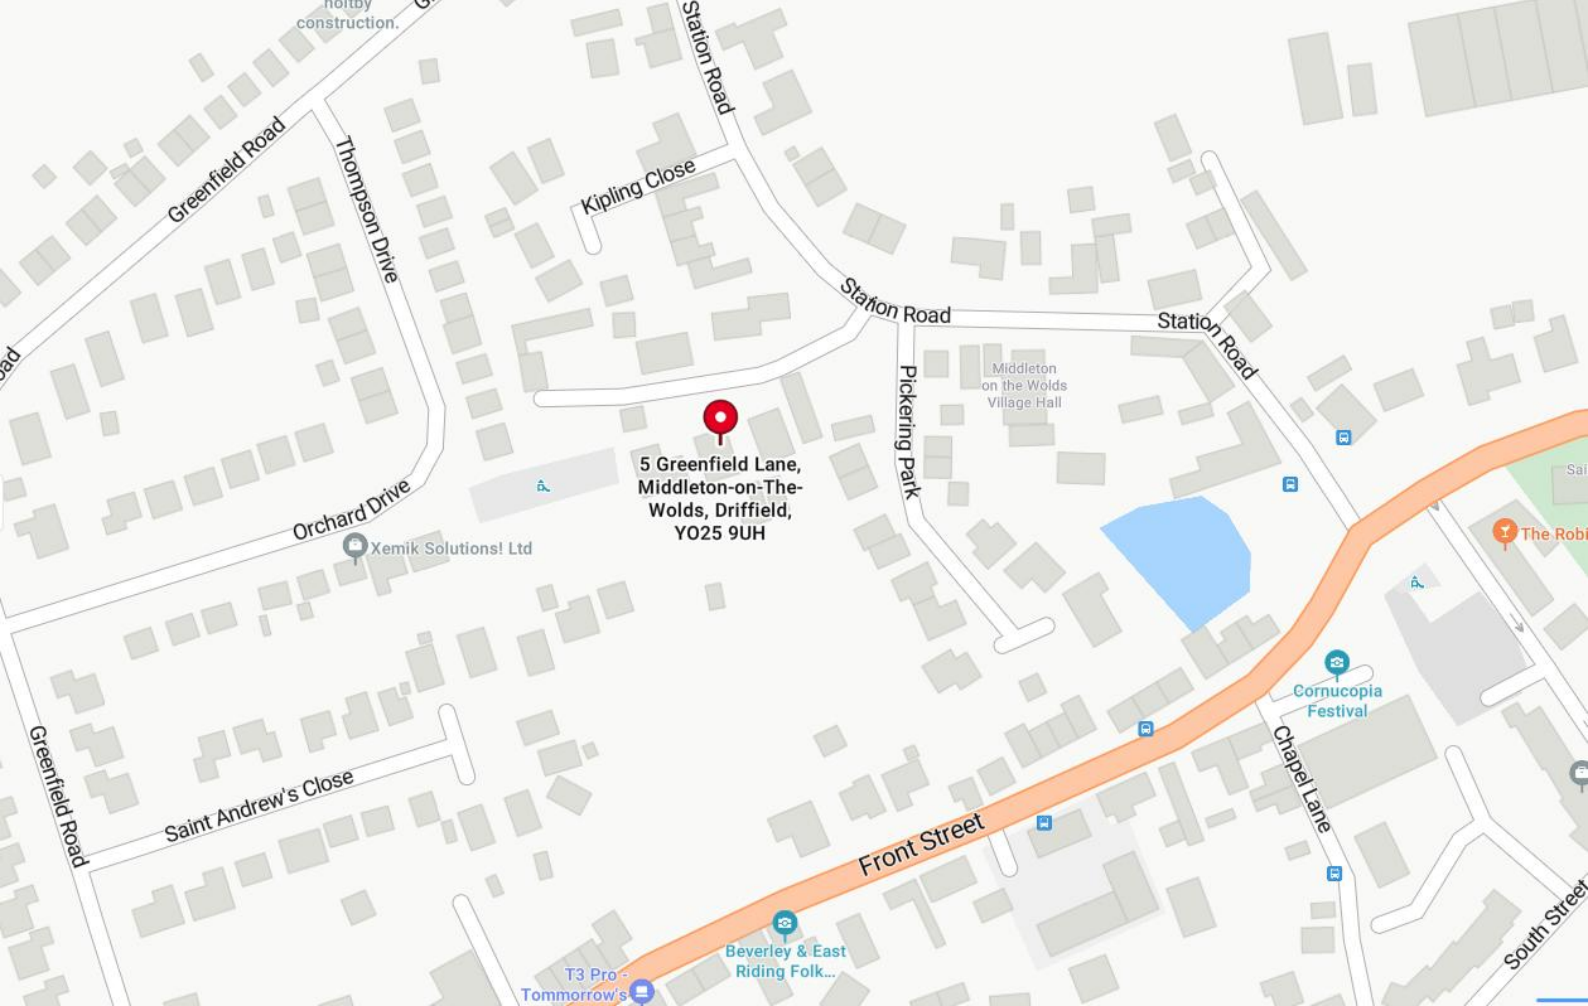 holtby
construction.
Station Road
Greenfield Road
Thompson Drive
Kipling Close
Station Road
Station Road
Middleton
on the Wolds
Village Hall
Pickering Park
5 Greenfield Lane,
Middleton-on-The-
Wolds, Driffield,
YO25 9UH
Orchard Drive
Xemik Solutions! Ltd
The Robi
Cornucopia
Festival
Greenfield Road
Saint Andrew's Close
Chapel Lane
Front Street
South Street
Beverley & East
Riding Folk...
T3 Pro -
Tommorrow's